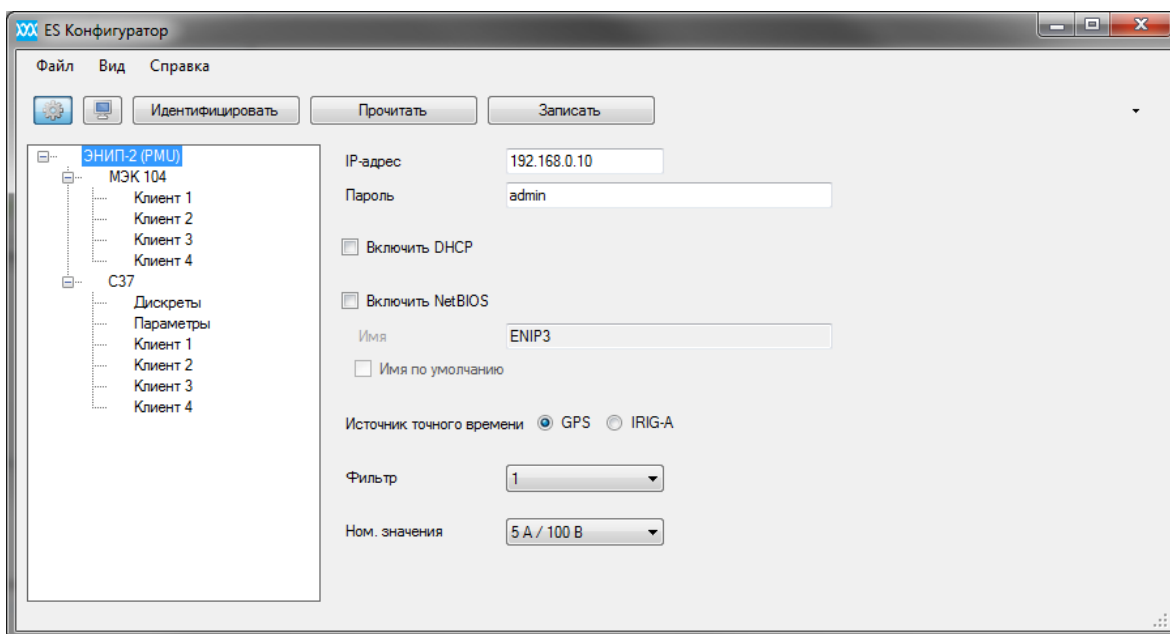 ES Конфигуратор
Файл Вид Справка
Идентифицировать Прочитать Записать
ЭНИП-2 (PMU)
МЭК 104
Клиент 1
Клиент 2
Клиент 3
Клиент 4
C37
Дискреты
Параметры
Клиент 1
Клиент 2
Клиент 3
Клиент 4
IP-адрес 192.168.0.10
Пароль admin
Включить DHCP
Включить NetBIOS
Имя ENIP3
Имя по умолчанию
Источник точного времени GPS IRIG-A
Фильтр 1
Ном. значения 5 А / 100 В